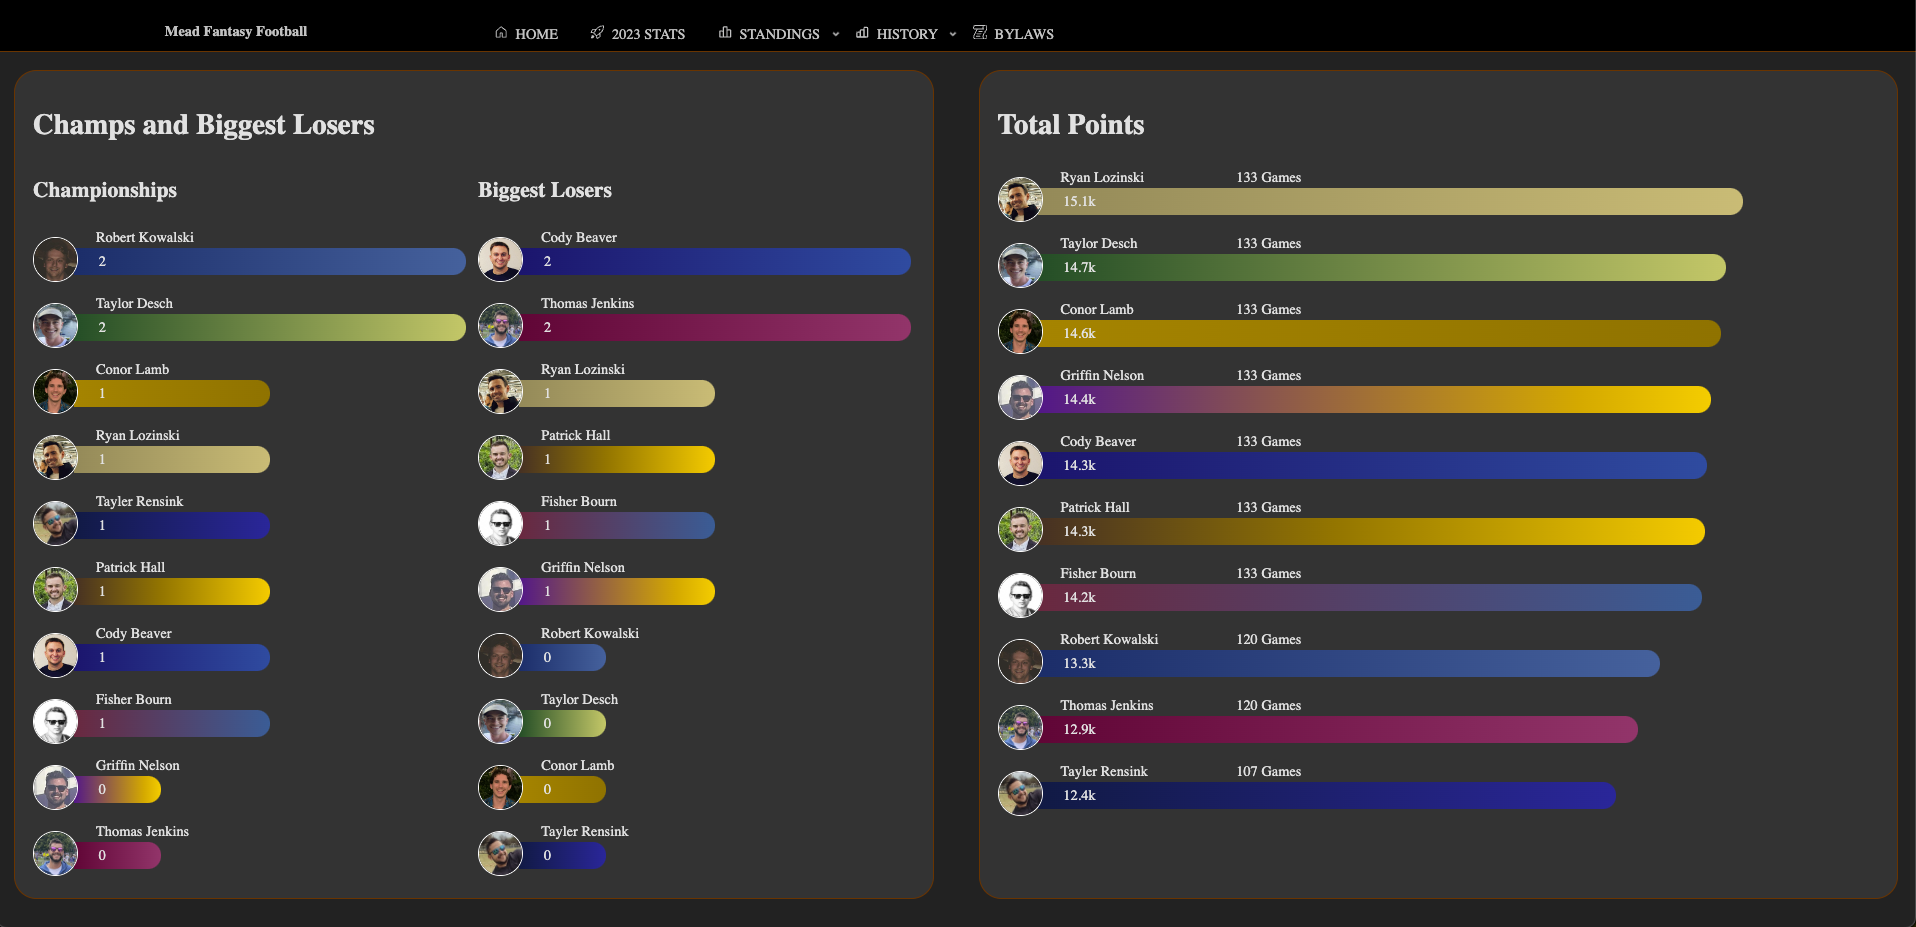 Mead Fantasy Football
HOME
2023 STATS
STANDINGS
HISTORY
BYLAWS
Champs and Biggest Losers
Championships
Robert Kowalski
2
Taylor Desch
2
Conor Lamb
1
Ryan Lozinski
1
Tayler Rensink
1
Patrick Hall
1
Cody Beaver
1
Fisher Bourn
1
Griffin Nelson
0
Thomas Jenkins
0
Biggest Losers
Cody Beaver
2
Thomas Jenkins
2
Ryan Lozinski
1
Patrick Hall
1
Fisher Bourn
1
Griffin Nelson
1
Robert Kowalski
0
Taylor Desch
0
Conor Lamb
0
Tayler Rensink
0
Total Points
Ryan Lozinski 133 Games
15.1k
Taylor Desch 133 Games
14.7k
Conor Lamb 133 Games
14.6k
Griffin Nelson 133 Games
14.4k
Cody Beaver 133 Games
14.3k
Patrick Hall 133 Games
14.3k
Fisher Bourn 133 Games
14.2k
Robert Kowalski 120 Games
13.3k
Thomas Jenkins 120 Games
12.9k
Tayler Rensink 107 Games
12.4k